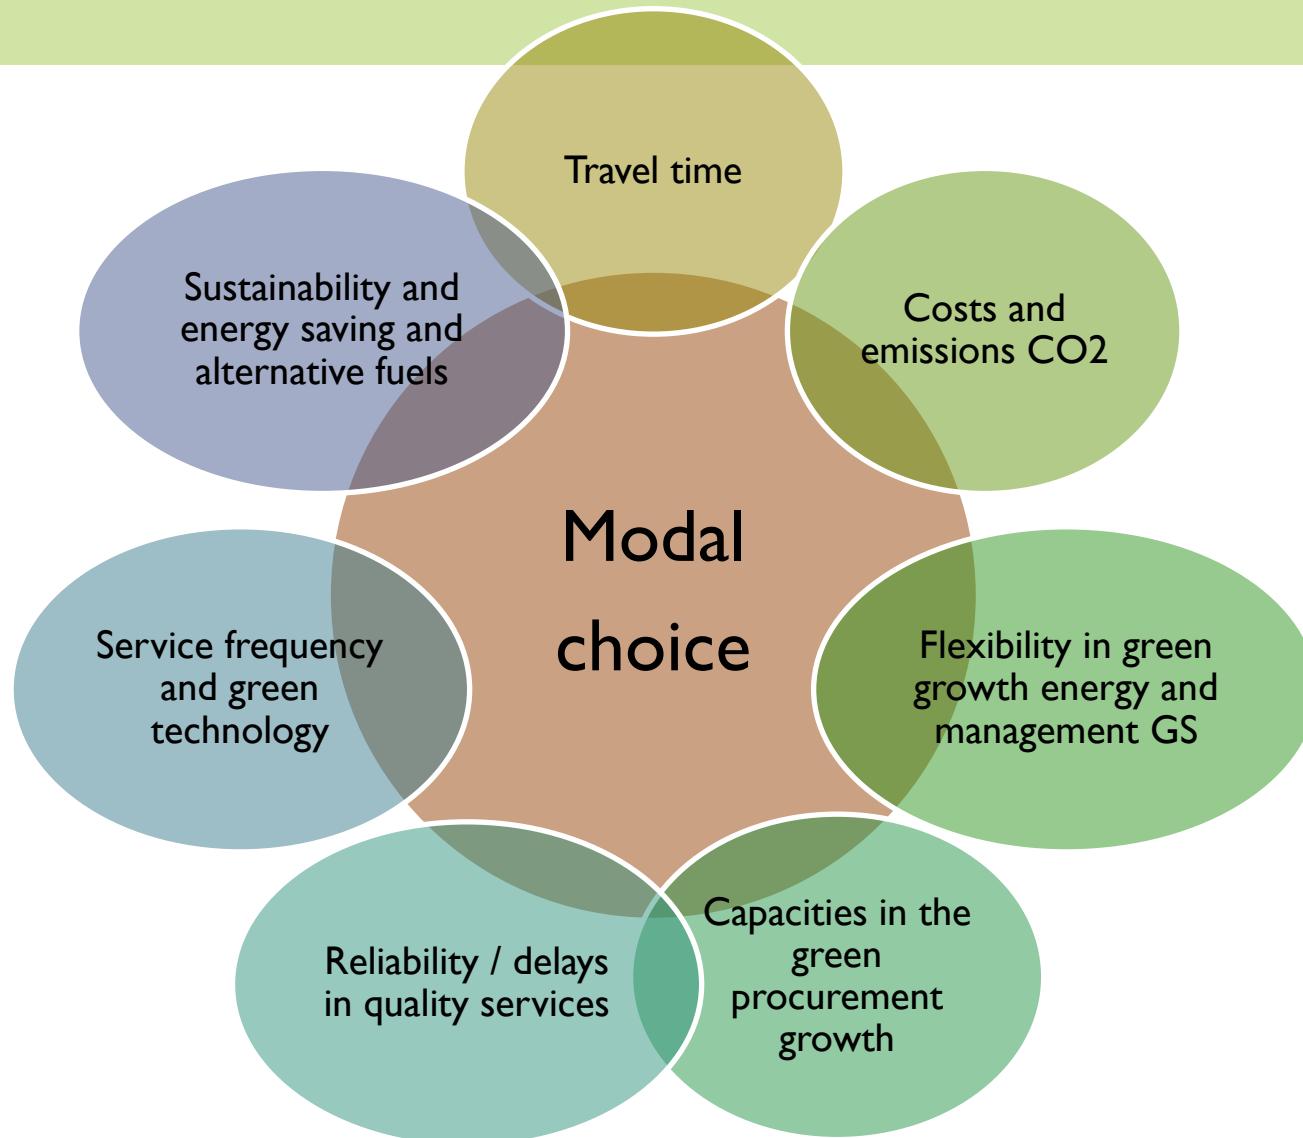 Travel time
Costs and
emissions CO2
Flexibility in green
growth energy and
management GS
Capacities in the
green
procurement
growth
Reliability / delays
in quality services
Service frequency
and green
technology
Sustainability and
energy saving and
alternative fuels
Modal
choice